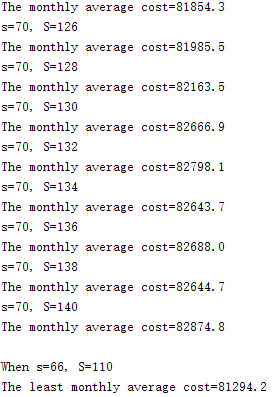 The monthly average cost=81854.3
s=70, S=126
The monthly average cost=81985.5
s=70, S=128
The monthly average cost=82163.5
s=70, S=130
The monthly average cost=82666.9
s=70, S=132
The monthly average cost=82798.1
s=70, S=134
The monthly average cost=82643.7
s=70, S=136
The monthly average cost=82688.0
s=70, S=138
The monthly average cost=82644.7
s=70, S=140
The monthly average cost=82874.8

When s=66, S=110
The least monthly average cost=81294.2